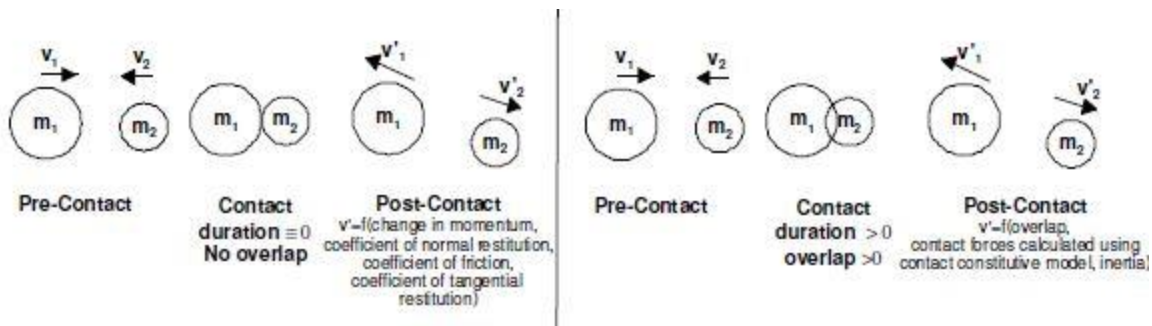 v₁
v₂
m₁
m₂
Pre-Contact
m₁
m₂
Contact
duration ≡ 0
No overlap
v'₁
v'₂
m₁
m₂
Post-Contact
v'=f(change in momentum,
coefficient of normal restitution,
coefficient of friction,
coefficient of tangential
restitution)
v₁
v₂
m₁
m₂
Pre-Contact
m₁
m₂
Contact
duration >0
overlap >0
v'₁
v'₂
m₁
m₂
Post-Contact
v'=f(overlap,
contact forces calculated using
contact constitutive model, inertia)